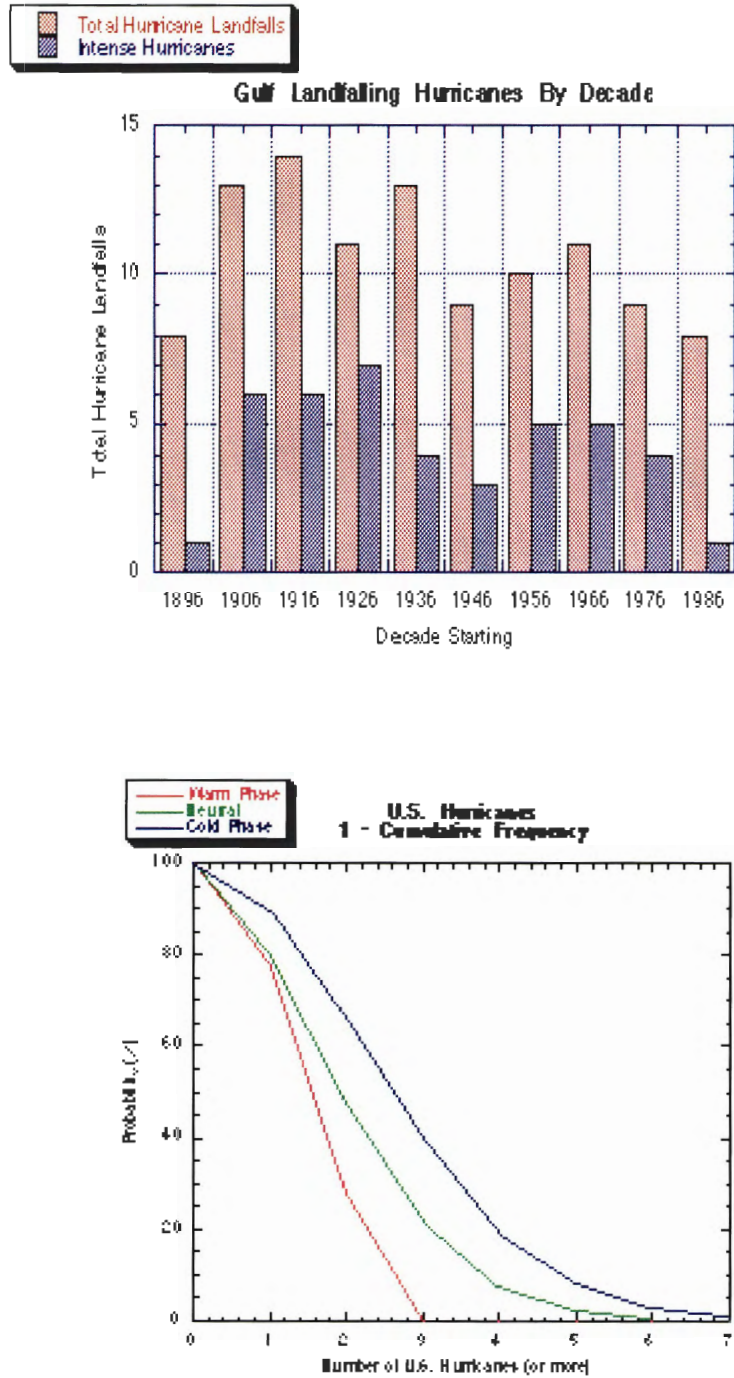 Total Hurricane Landfalls
Intense Hurricanes
Gulf Landfalling Hurricanes By Decade
15
10
5
0
Total Hurricane Landfalls
1896 1906 1916 1926 1936 1946 1956 1966 1976 1986
Decade Starting
Warm Phase
Neutral
Cold Phase
U.S. Hurricanes
1 - Cumulative Frequency
100
80
60
40
20
0
Probability (%)
0 1 2 3 4 5 6 7
Number of U.S. Hurricanes (or more)